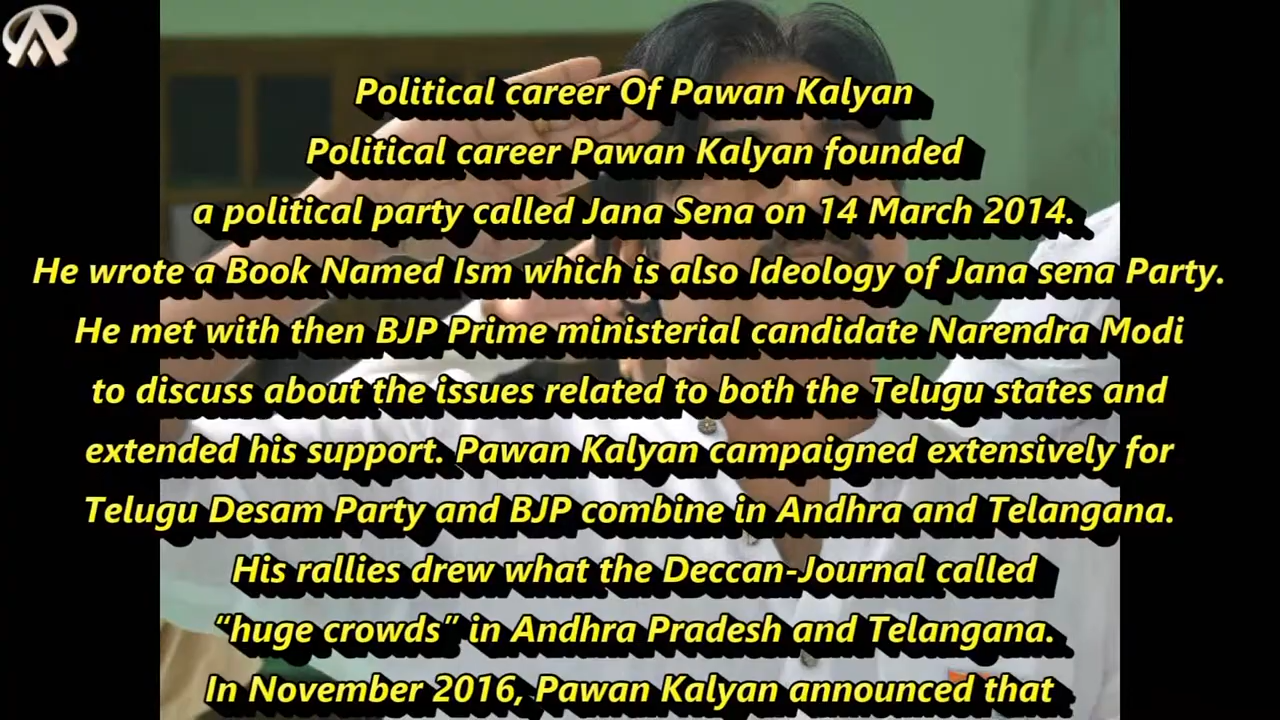 Political career Of Pawan Kalyan
Political career Pawan Kalyan founded
a political party called Jana Sena on 14 March 2014.
He wrote a Book Named Ism which is also Ideology of Jana sena Party.
He met with then BJP Prime ministerial candidate Narendra Modi
to discuss about the issues related to both the Telugu states and
extended his support. Pawan Kalyan campaigned extensively for
Telugu Desam Party and BJP combine in Andhra and Telangana.
His rallies drew what the Deccan-Journal called
“huge crowds” in Andhra Pradesh and Telangana.
In November 2016, Pawan Kalyan announced that